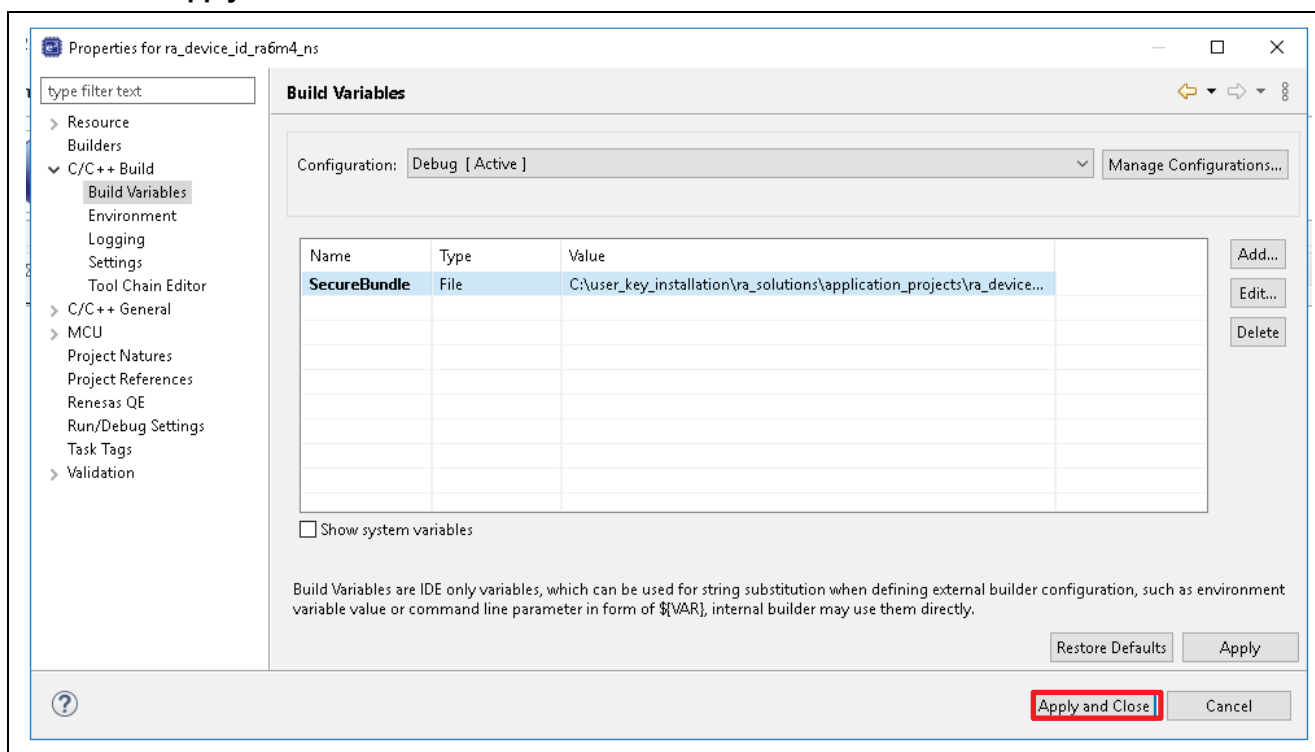 Apply
Properties for ra_device_id_ra6m4_ns
type filter text
Build Variables
Resource
Builders
C/C++ Build
Build Variables
Environment
Logging
Settings
Tool Chain Editor
C/C++ General
MCU
Project Natures
Project References
Renesas QE
Run/Debug Settings
Task Tags
Validation
Configuration: Debug [ Active ] Manage Configurations...
Name Type Value
SecureBundle File C:\user_key_installation\ra_solutions\application_projects\ra_device...
Add...
Edit...
Delete
Show system variables
Build Variables are IDE only variables, which can be used for string substitution when defining external builder configuration, such as environment
variable value or command line parameter in form of ${VAR}, internal builder may use them directly.
Restore Defaults Apply
? Apply and Close Cancel